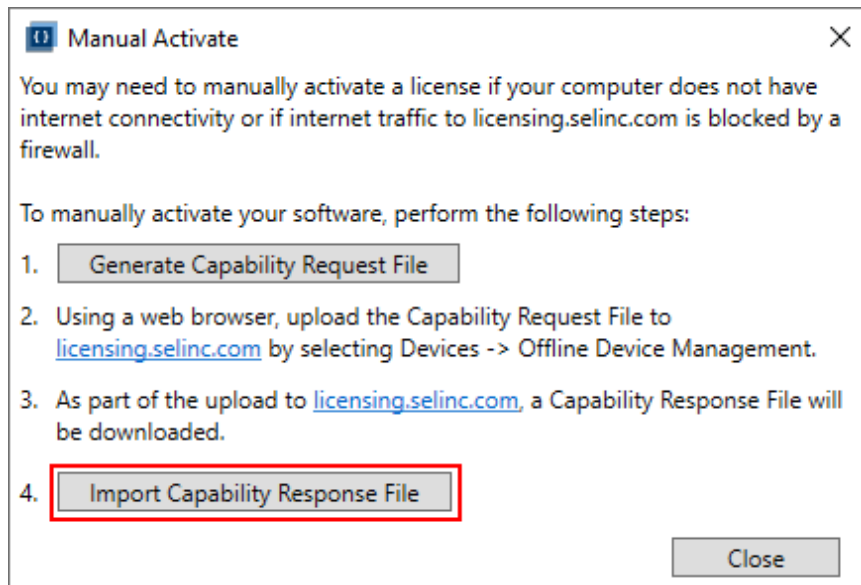 Manual Activate
You may need to manually activate a license if your computer does not have
internet connectivity or if internet traffic to licensing.selinc.com is blocked by a
firewall.
To manually activate your software, perform the following steps:
1. Generate Capability Request File
2. Using a web browser, upload the Capability Request File to
licensing.selinc.com by selecting Devices -> Offline Device Management.
3. As part of the upload to licensing.selinc.com, a Capability Response File will
be downloaded.
4. Import Capability Response File
Close